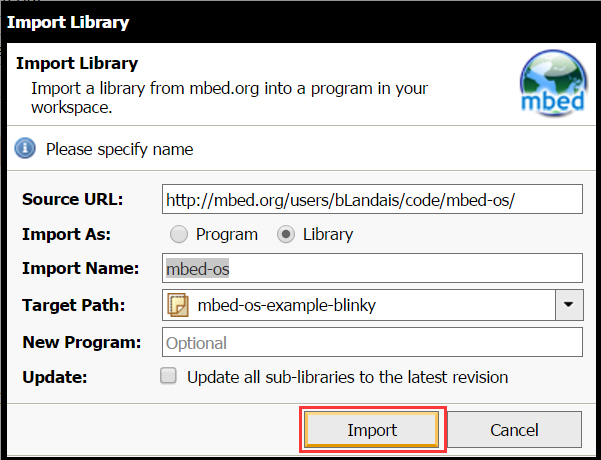 Import Library
Import Library
Import a library from mbed.org into a program in your
workspace.
mbed
Please specify name
Source URL: http://mbed.org/users/bLandais/code/mbed-os/
Import As: Program Library
Import Name: mbed-os
Target Path: mbed-os-example-blinky
New Program: Optional
Update: Update all sub-libraries to the latest revision
Import Cancel